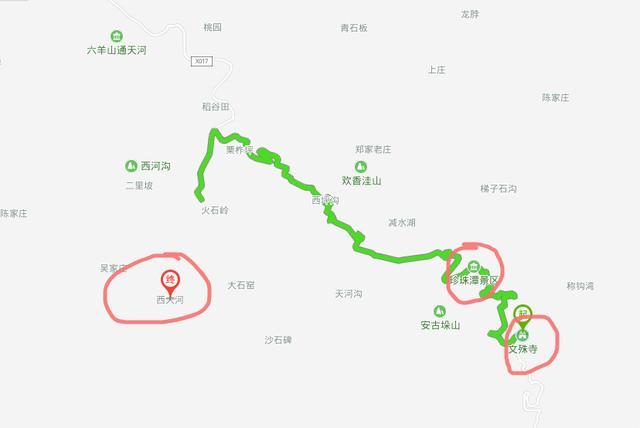 龙脖
桃园
青石板
六羊山通天河
X017
上庄
陈家庄
稻谷田
栗柞坪
郑家老庄
西河沟
欢香洼山
二里坡
梯子石沟
火石岭
陈家庄
减水湖
吴家庄
终
珍珠潭景区
西大河
大石窑
天河沟
称钩湾
起
安古垛山
沙石碑
文殊寺